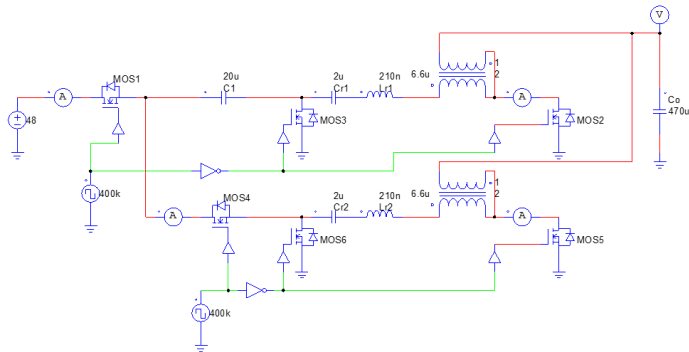 V
1
2
6.6u
MOS1
20u
C1
2u
Cr1
210n
Lr1
A
A
Co
470u
48
MOS3
MOS2
400k
1
2
6.6u
MOS4
2u
Cr2
210n
Lr2
A
A
MOS6
MOS5
400k